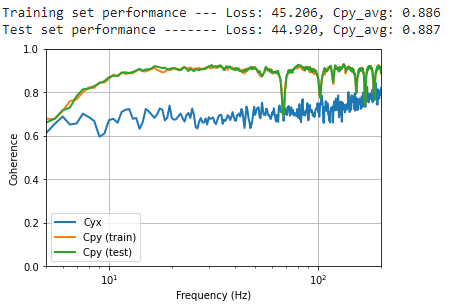 Training set performance --- Loss: 45.206, Cpy_avg: 0.886
Test set performance ------- Loss: 44.920, Cpy_avg: 0.887
1.0
0.8
0.6
0.4
0.2
0.0
Coherence
Cyx
Cpy (train)
Cpy (test)
10¹
10²
Frequency (Hz)